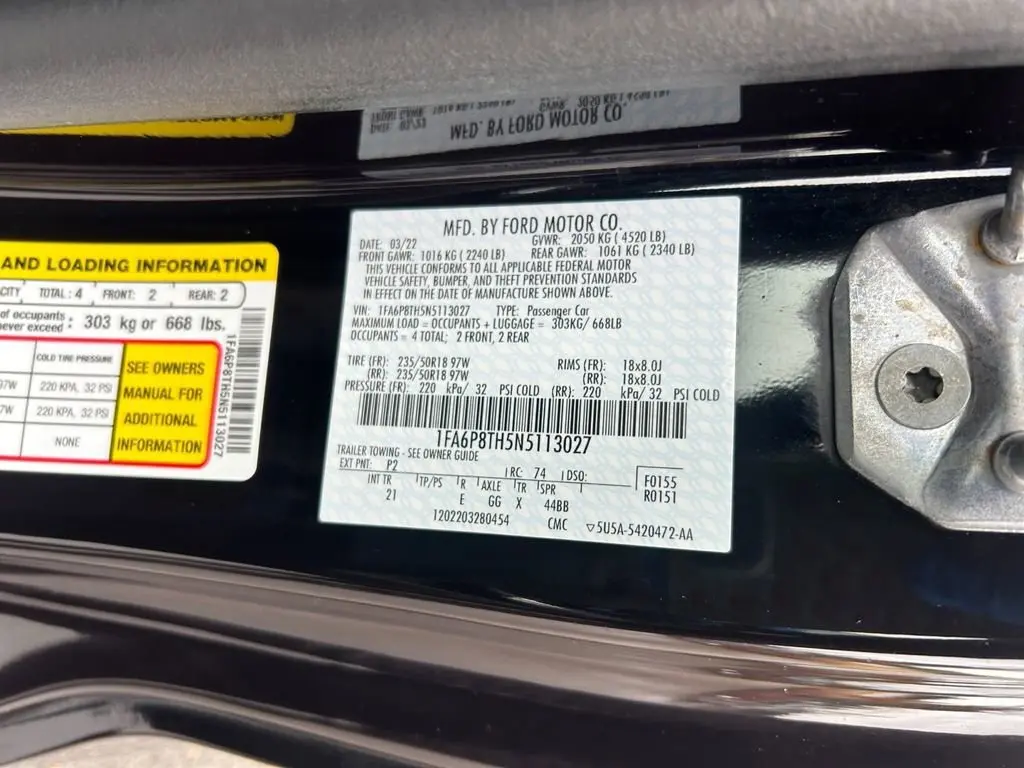 MFD. BY FORD MOTOR CO.
DATE: 03/22 GVWR: 2050 KG ( 4520 LB)
FRONT GAWR: 1016 KG ( 2240 LB) REAR GAWR: 1061 KG ( 2340 LB)
THIS VEHICLE CONFORMS TO ALL APPLICABLE FEDERAL MOTOR
VEHICLE SAFETY, BUMPER, AND THEFT PREVENTION STANDARDS
IN EFFECT ON THE DATE OF MANUFACTURE SHOWN ABOVE.
VIN: 1FA6P8TH5N5113027 TYPE: Passenger Car
MAXIMUM LOAD = OCCUPANTS + LUGGAGE = 303KG/ 668LB
OCCUPANTS = 4 TOTAL; 2 FRONT, 2 REAR
TIRE (FR): 235/50R18 97W RIMS (FR): 18x8.0J
(RR): 235/50R18 97W (RR): 18x8.0J
PRESSURE (FR): 220 kPa/ 32 PSI COLD (RR): 220 kPa/ 32 PSI COLD
1FA6P8TH5N5113027
TRAILER TOWING - SEE OWNER GUIDE
EXT PNT: P2 RC: 74 DSO: F0155
INT TR TP/PS R AXLE TR SPR R0151
21 E GG X 44BB
1202203280454 CMC ▽5U5A-5420472-AA
AND LOADING INFORMATION
CITY TOTAL : 4 FRONT: 2 REAR: 2
of occupants : 303 kg or 668 lbs.
never exceed
COLD TIRE PRESSURE
97W 220 KPA, 32 PSI
7W 220 KPA, 32 PSI
NONE
SEE OWNERS
MANUAL FOR
ADDITIONAL
INFORMATION
1FA6P8TH5N5113027
MFD. BY FORD MOTOR CO.